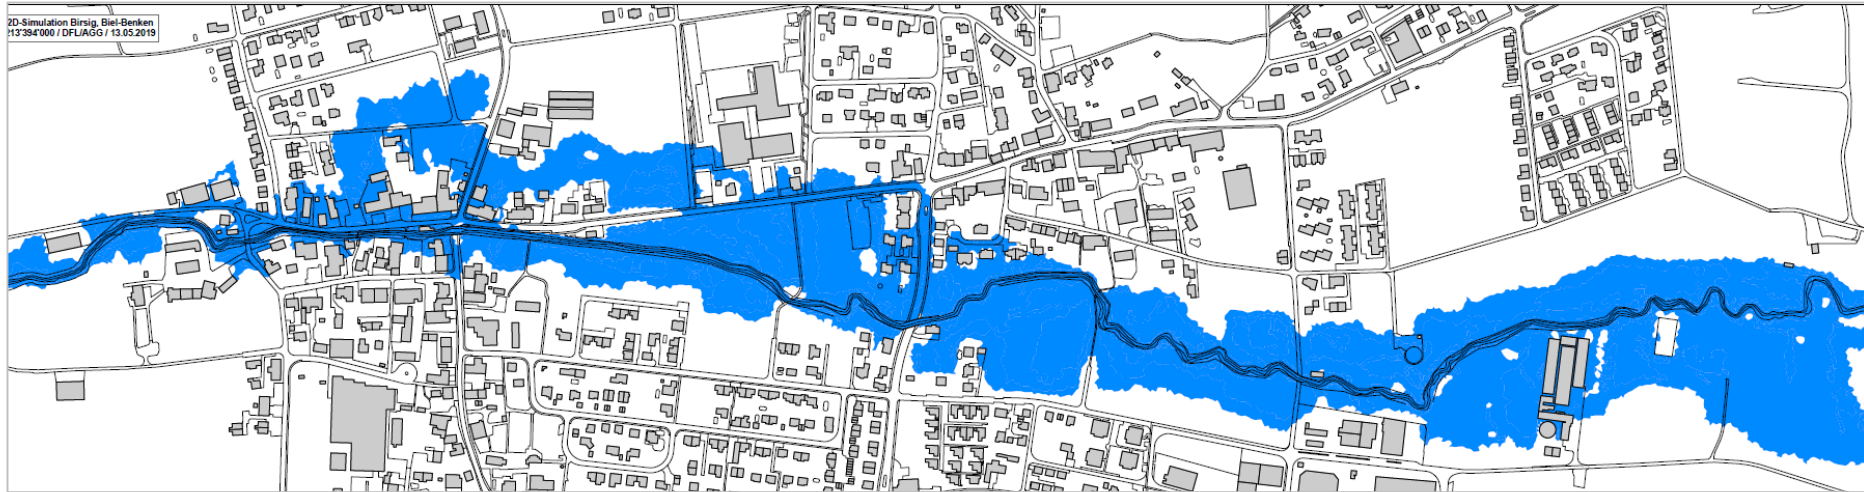 2D-Simulation Birsig, Biel-Benken
213'394'000 / DFL/AGG / 13.05.2019